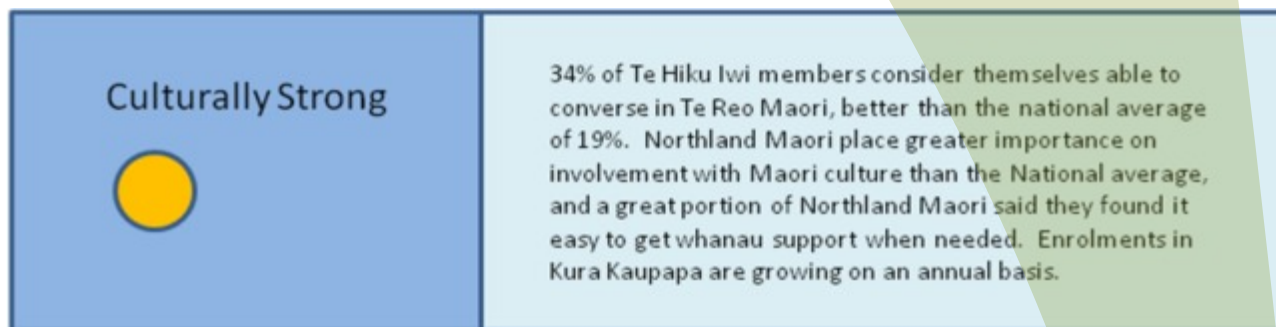 Culturally Strong
34% of Te Hiku Iwi members consider themselves able to
converse in Te Reo Maori, better than the national average
of 19%.  Northland Maori place greater importance on
involvement with Maori culture than the National average,
and a great portion of Northland Maori said they found it
easy to get whanau support when needed.  Enrolments in
Kura Kaupapa are growing on an annual basis.